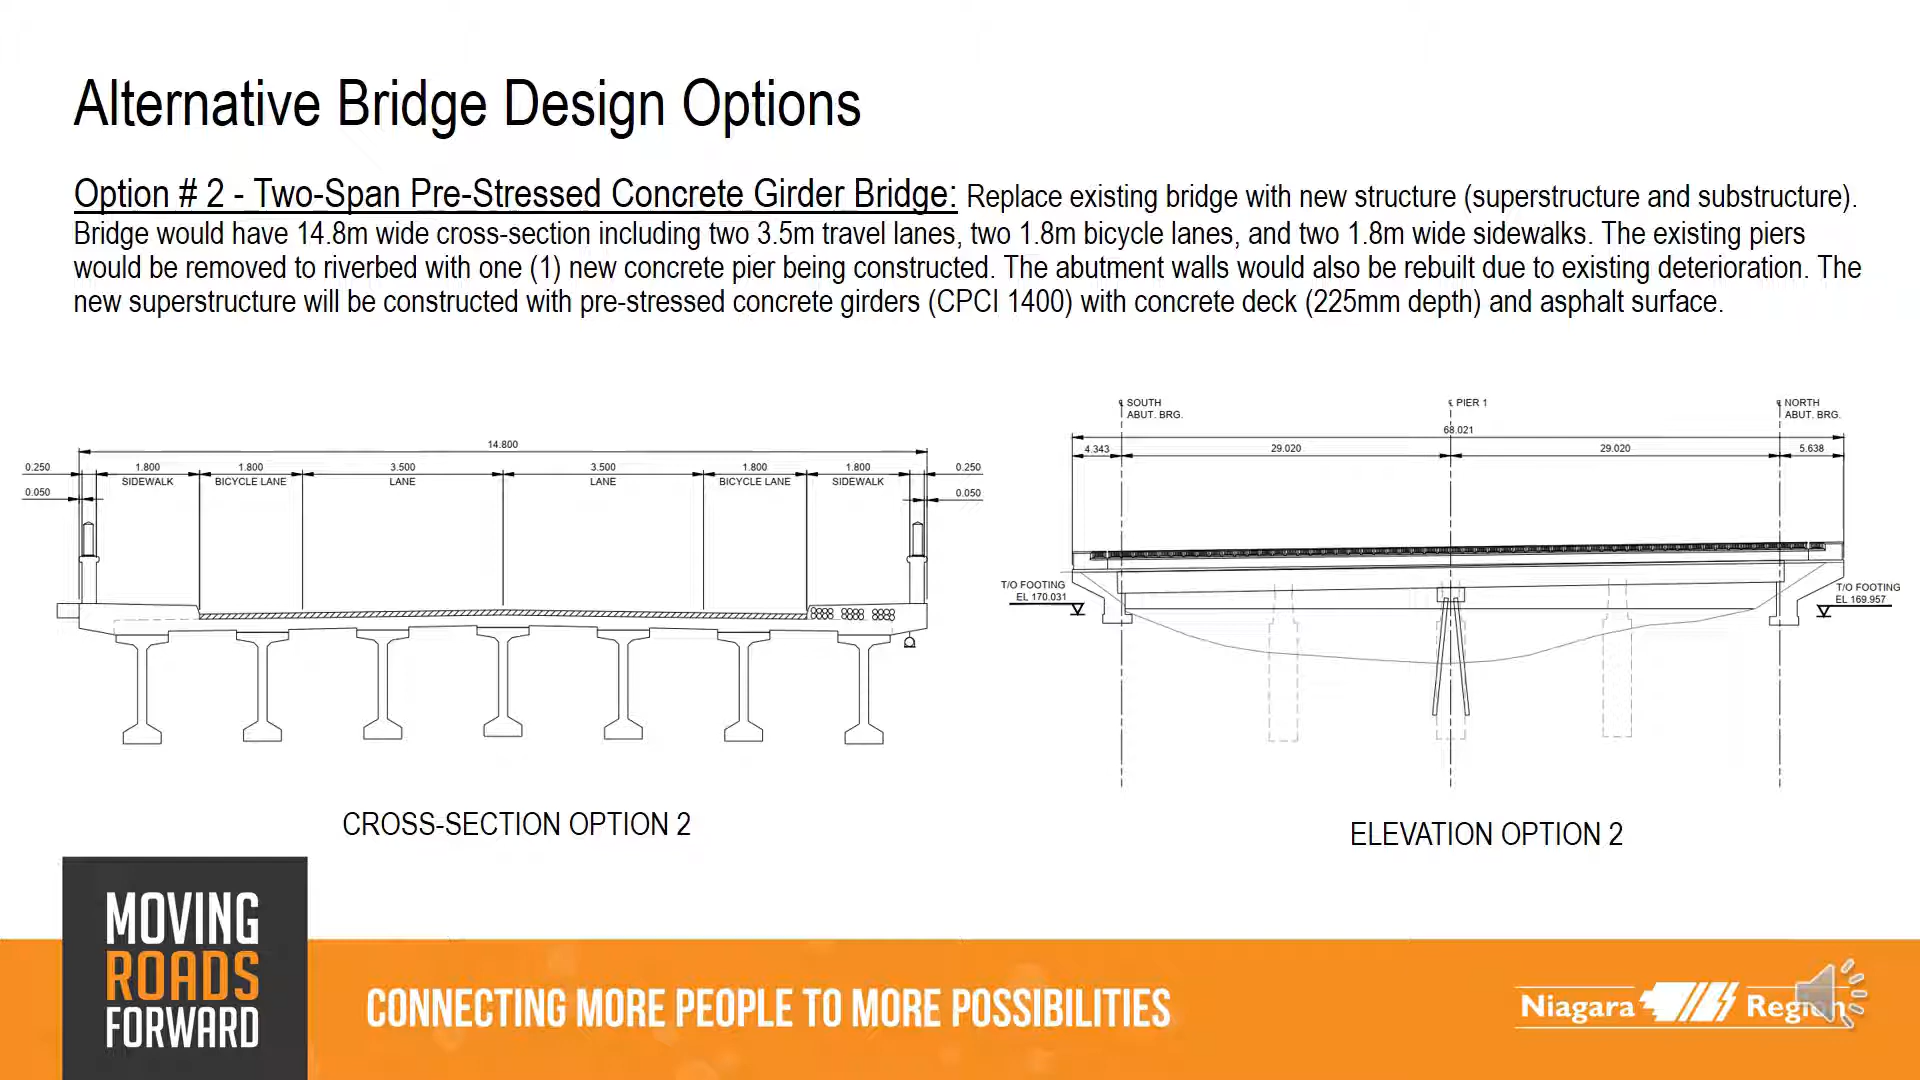 Alternative Bridge Design Options
Option # 2 - Two-Span Pre-Stressed Concrete Girder Bridge: Replace existing bridge with new structure (superstructure and substructure).
Bridge would have 14.8m wide cross-section including two 3.5m travel lanes, two 1.8m bicycle lanes, and two 1.8m wide sidewalks. The existing piers
would be removed to riverbed with one (1) new concrete pier being constructed. The abutment walls would also be rebuilt due to existing deterioration. The
new superstructure will be constructed with pre-stressed concrete girders (CPCI 1400) with concrete deck (225mm depth) and asphalt surface.
14.800
0.250 1.800 1.800 3.500 3.500 1.800 1.800 0.250
SIDEWALK BICYCLE LANE LANE LANE BICYCLE LANE SIDEWALK
0.050 0.050
CROSS-SECTION OPTION 2
SOUTH PIER 1 NORTH
ABUT. BRG. ABUT. BRG.
68.021
4.343 29.020 29.020 5.638
T/O FOOTING T/O FOOTING
EL 170.031 EL 169.957
ELEVATION OPTION 2
MOVING
ROADS
FORWARD
CONNECTING MORE PEOPLE TO MORE POSSIBILITIES
Niagara Region